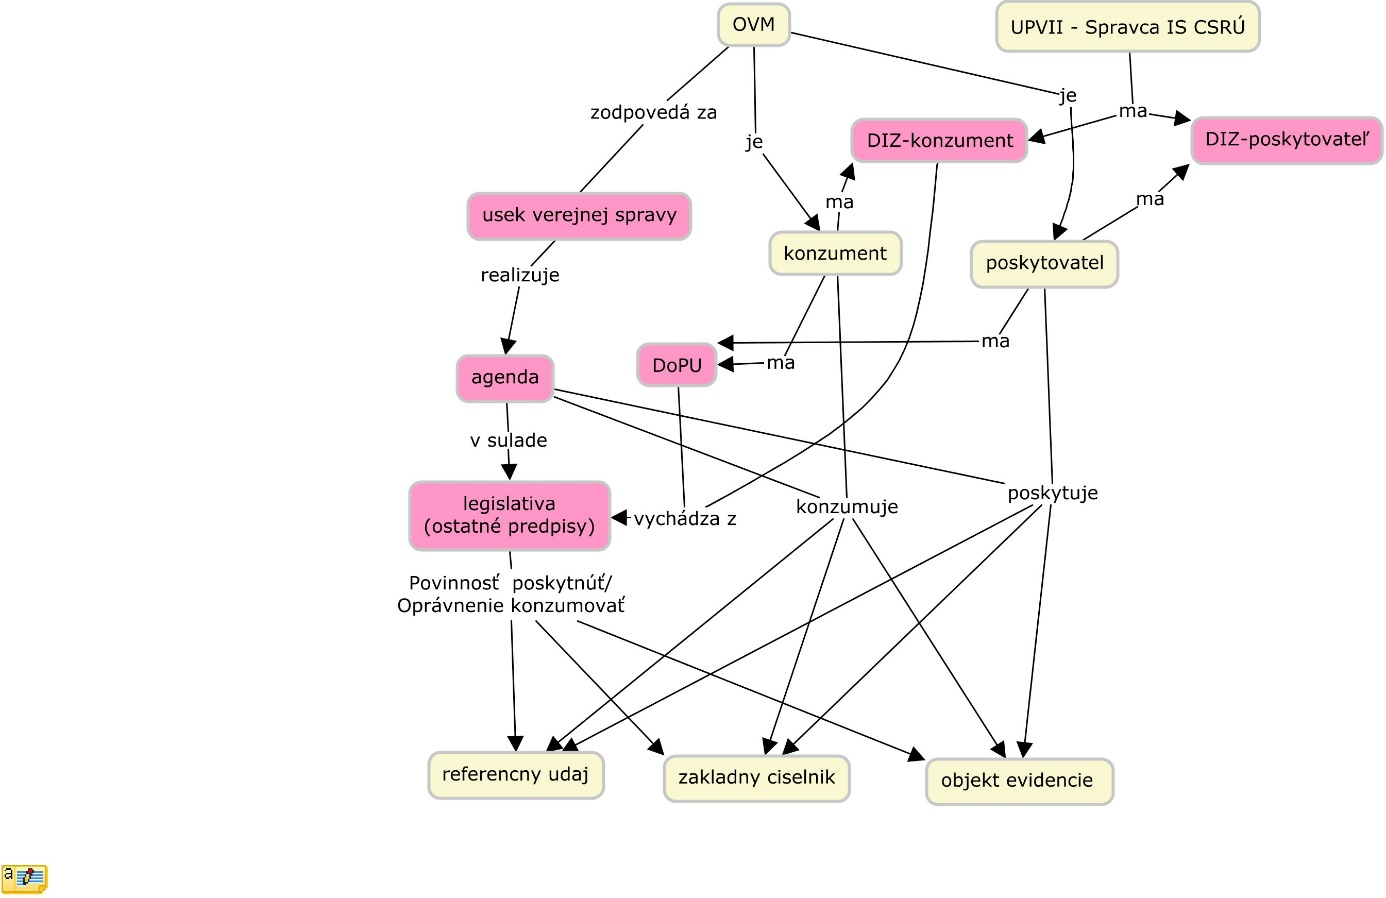 OVM
UPVII - Spravca IS CSRÚ
je
zodpovedá za
ma
je
DIZ-konzument
DIZ-poskytovateľ
ma
ma
usek verejnej spravy
konzument
poskytovatel
realizuje
ma
DoPU
ma
agenda
v sulade
legislativa
(ostatné predpisy)
vychádza z
konzumuje
poskytuje
Povinnosť poskytnúť/
Oprávnenie konzumovať
referencny udaj
zakladny ciselnik
objekt evidencie
a